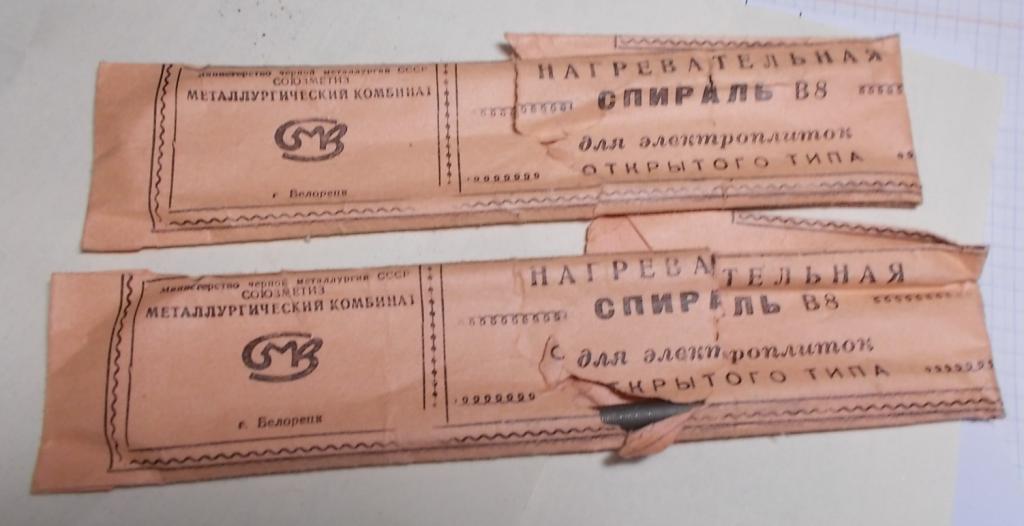 Министерство черной металлургии СССР
СОЮЗМЕТИЗ
МЕТАЛЛУРГИЧЕСКИЙ КОМБИНАТ
г. Белорецк
НАГРЕВАТЕЛЬНАЯ
СПИРАЛЬ В8
для электроплиток
ОТКРЫТОГО ТИПА
Министерство черной металлургии СССР
СОЮЗМЕТИЗ
МЕТАЛЛУРГИЧЕСКИЙ КОМБИНАТ
г. Белорецк
НАГРЕВАТЕЛЬНАЯ
СПИРАЛЬ В8
для электроплиток
ТКРЫТОГО ТИПА